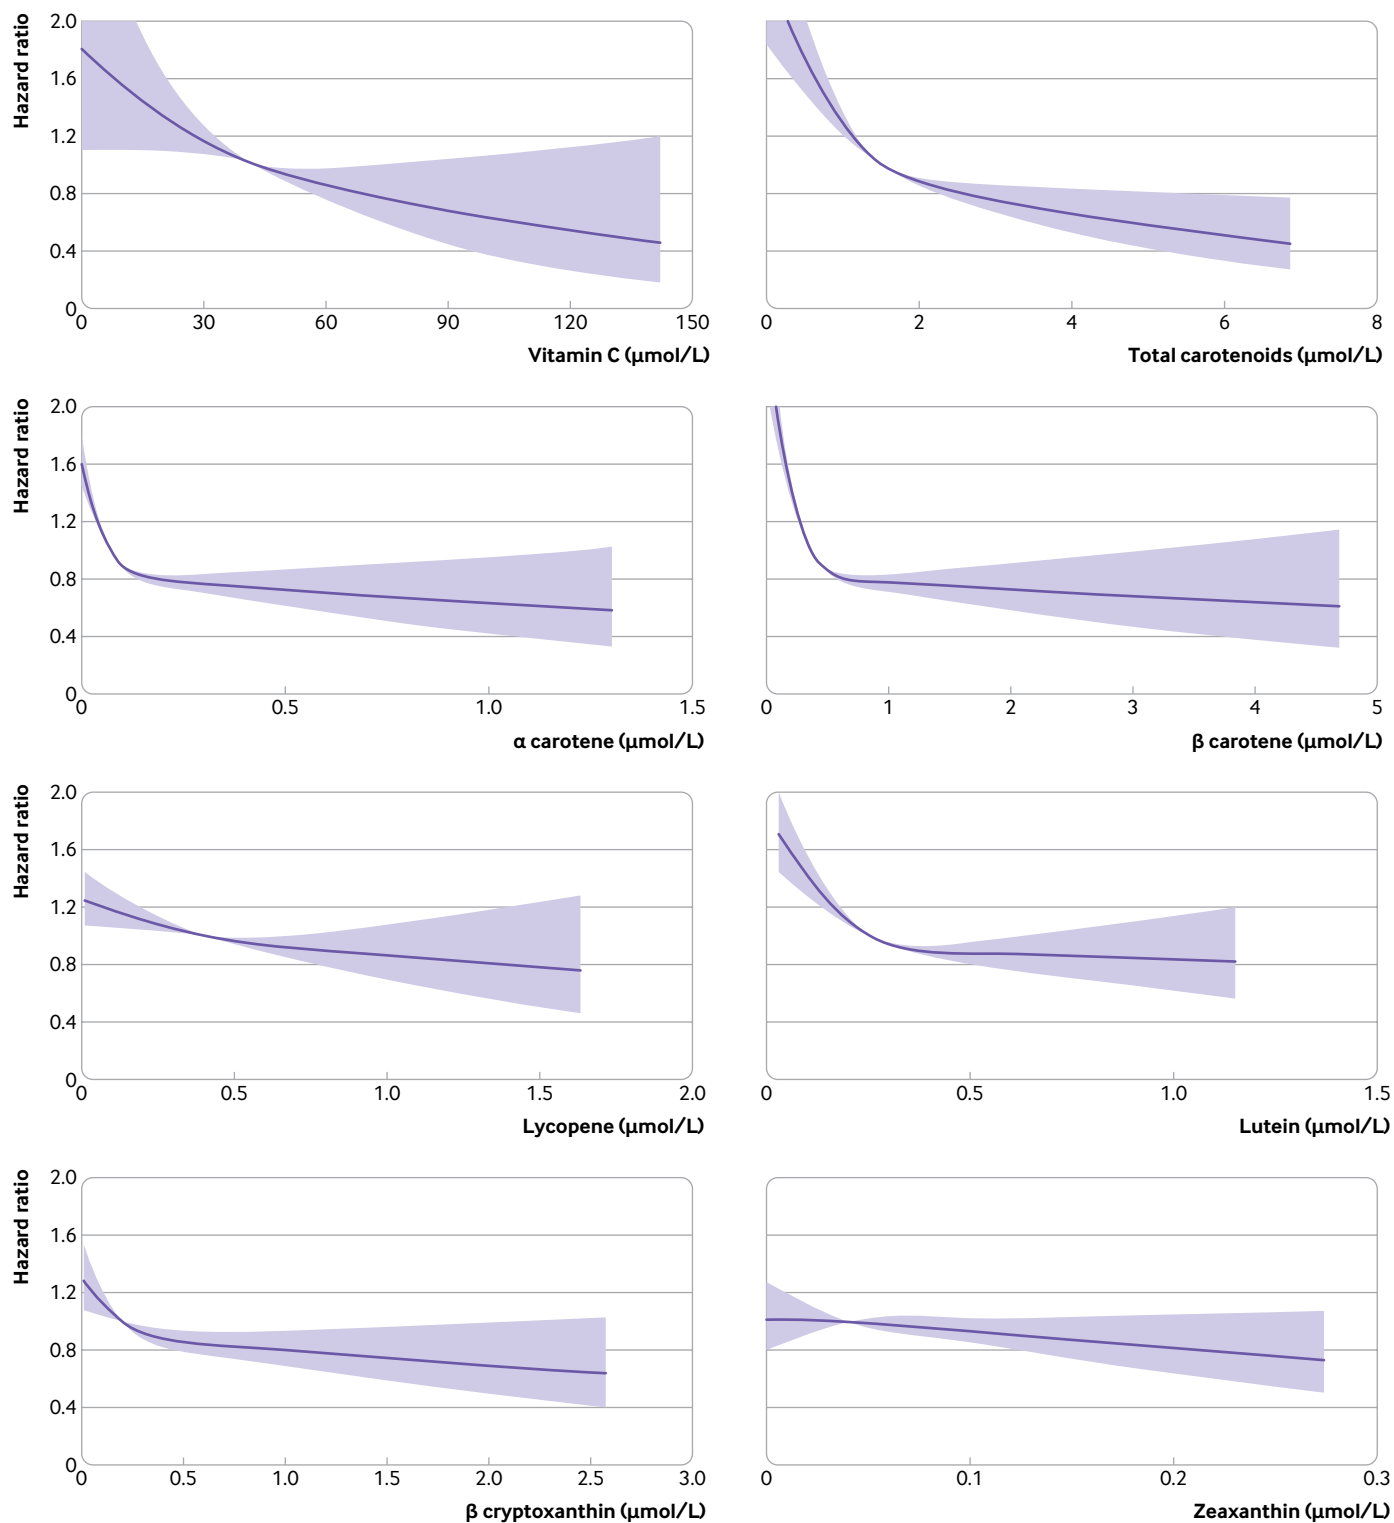 Hazard ratio
2.0
1.6
1.2
0.8
0.4
0
0 30 60 90 120 150
Vitamin C (μmol/L)
0 2 4 6 8
Total carotenoids (μmol/L)
Hazard ratio
2.0
1.6
1.2
0.8
0.4
0
0 0.5 1.0 1.5
α carotene (μmol/L)
0 1 2 3 4 5
β carotene (μmol/L)
Hazard ratio
2.0
1.6
1.2
0.8
0.4
0
0 0.5 1.0 1.5 2.0
Lycopene (μmol/L)
0 0.5 1.0 1.5
Lutein (μmol/L)
Hazard ratio
2.0
1.6
1.2
0.8
0.4
0
0 0.5 1.0 1.5 2.0 2.5 3.0
β cryptoxanthin (μmol/L)
0 0.1 0.2 0.3
Zeaxanthin (μmol/L)